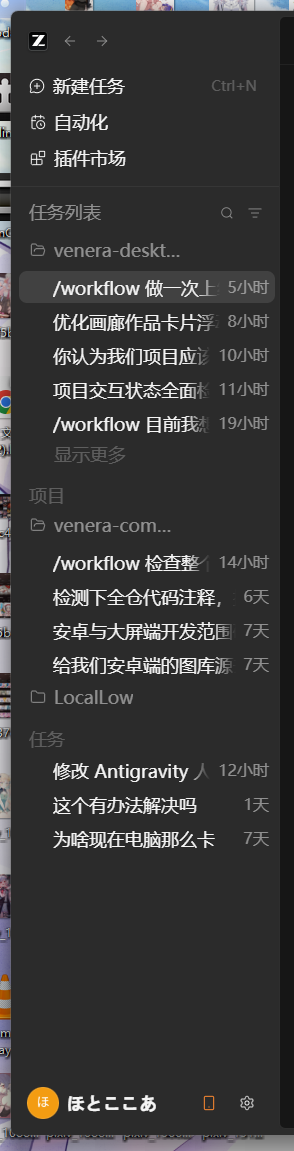 Z
新建任务 Ctrl+N
自动化
插件市场
任务列表
venera-deskt...
/workflow 做一次上 5小时
优化画廊作品卡片浮 8小时
你认为我们项目应该 10小时
项目交互状态全面检 11小时
/workflow 目前我想 19小时
显示更多
项目
venera-com...
/workflow 检查整个 14小时
检测下全仓代码注释， 6天
安卓与大屏端开发范围 7天
给我们安卓端的图库源 7天
LocalLow
任务
修改 Antigravity 人 12小时
这个有办法解决吗 1天
为啥现在电脑那么卡 7天
ほ ほとここあ